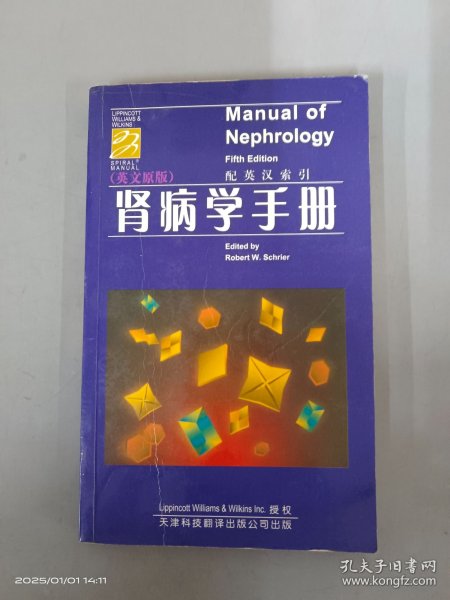 LIPPINCOTT
WILLIAMS &
WILKINS
SPIRAL®
MANUAL
(英文原版)
Manual of
Nephrology
Fifth Edition
配英汉索引
肾病学手册
Edited by
Robert W. Schrier
Lippincott Williams & Wilkins Inc. 授权
天津科技翻译出版公司出版
2025/01/01 14:11
孔夫子旧书网
www.kongfz.com